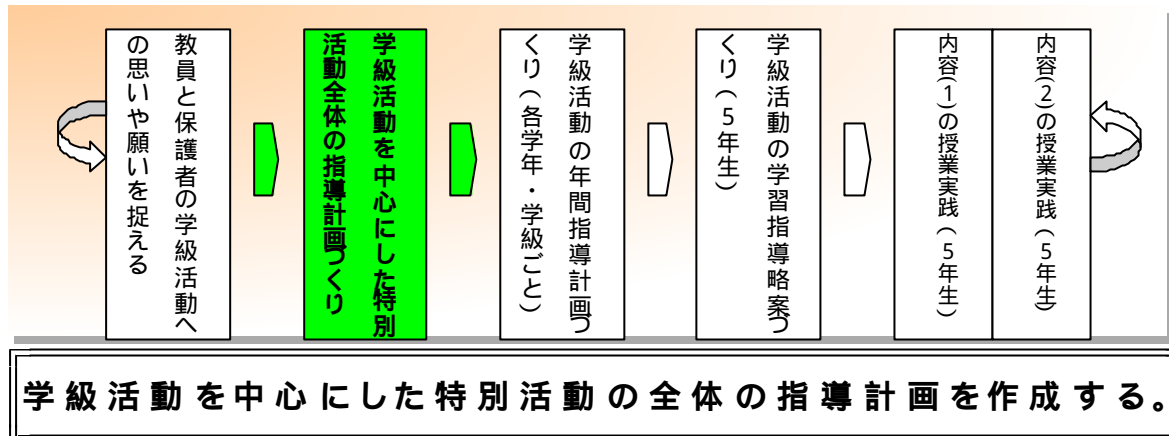 教員と保護者の学級活動へ
の思いや願いを捉える
学級活動を中心にした特別
活動全体の指導計画づくり
学級活動の年間指導計画づ
くり（各学年・学級ごと）
学級活動の学習指導略案づ
くり（5年生）
内容(1)の授業実践（5年生）
内容(2)の授業実践（5年生）
学級活動を中心にした特別活動の全体の指導計画を作成する。